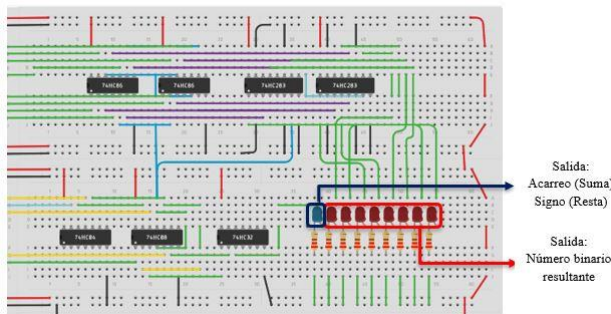 74HC86
74HC86
74HC283
74HC283
Salida:
Acarreo (Suma)
Signo (Resta)
74HC04
74HC08
74HC32
Salida:
Número binario
resultante